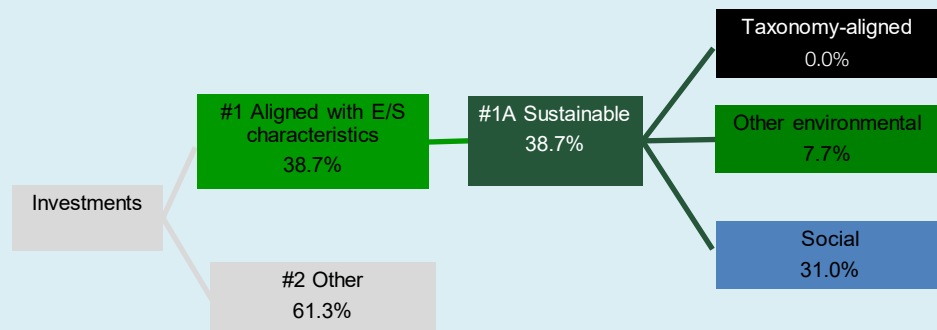 Taxonomy-aligned
0.0%
#1 Aligned with E/S
characteristics
38.7%
#1A Sustainable
38.7%
Other environmental
7.7%
Investments
Social
31.0%
#2 Other
61.3%